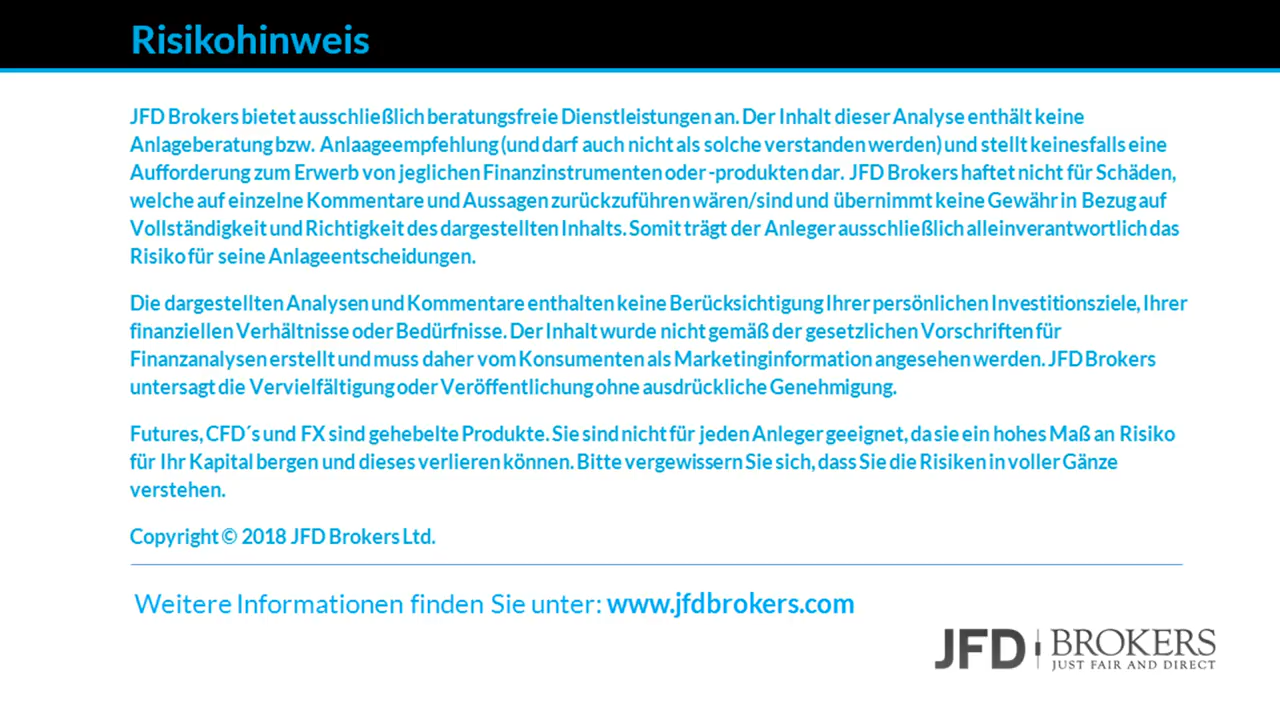 Risikohinweis
JFD Brokers bietet ausschließlich beratungsfreie Dienstleistungen an. Der Inhalt dieser Analyse enthält keine
Anlageberatung bzw. Anlaageempfehlung (und darf auch nicht als solche verstanden werden) und stellt keinesfalls eine
Aufforderung zum Erwerb von jeglichen Finanzinstrumenten oder -produkten dar. JFD Brokers haftet nicht für Schäden,
welche auf einzelne Kommentare und Aussagen zurückzuführen wären/sind und übernimmt keine Gewähr in Bezug auf
Vollständigkeit und Richtigkeit des dargestellten Inhalts. Somit trägt der Anleger ausschließlich alleinverantwortlich das
Risiko für seine Anlageentscheidungen.
Die dargestellten Analysen und Kommentare enthalten keine Berücksichtigung Ihrer persönlichen Investitionsziele, Ihrer
finanziellen Verhältnisse oder Bedürfnisse. Der Inhalt wurde nicht gemäß der gesetzlichen Vorschriften für
Finanzanalysen erstellt und muss daher vom Konsumenten als Marketinginformation angesehen werden. JFD Brokers
untersagt die Vervielfältigung oder Veröffentlichung ohne ausdrückliche Genehmigung.
Futures, CFD´s und FX sind gehebelte Produkte. Sie sind nicht für jeden Anleger geeignet, da sie ein hohes Maß an Risiko
für Ihr Kapital bergen und dieses verlieren können. Bitte vergewissern Sie sich, dass Sie die Risiken in voller Gänze
verstehen.
Copyright © 2018 JFD Brokers Ltd.
Weitere Informationen finden Sie unter: www.jfdbrokers.com
JFD BROKERS
JUST FAIR AND DIRECT